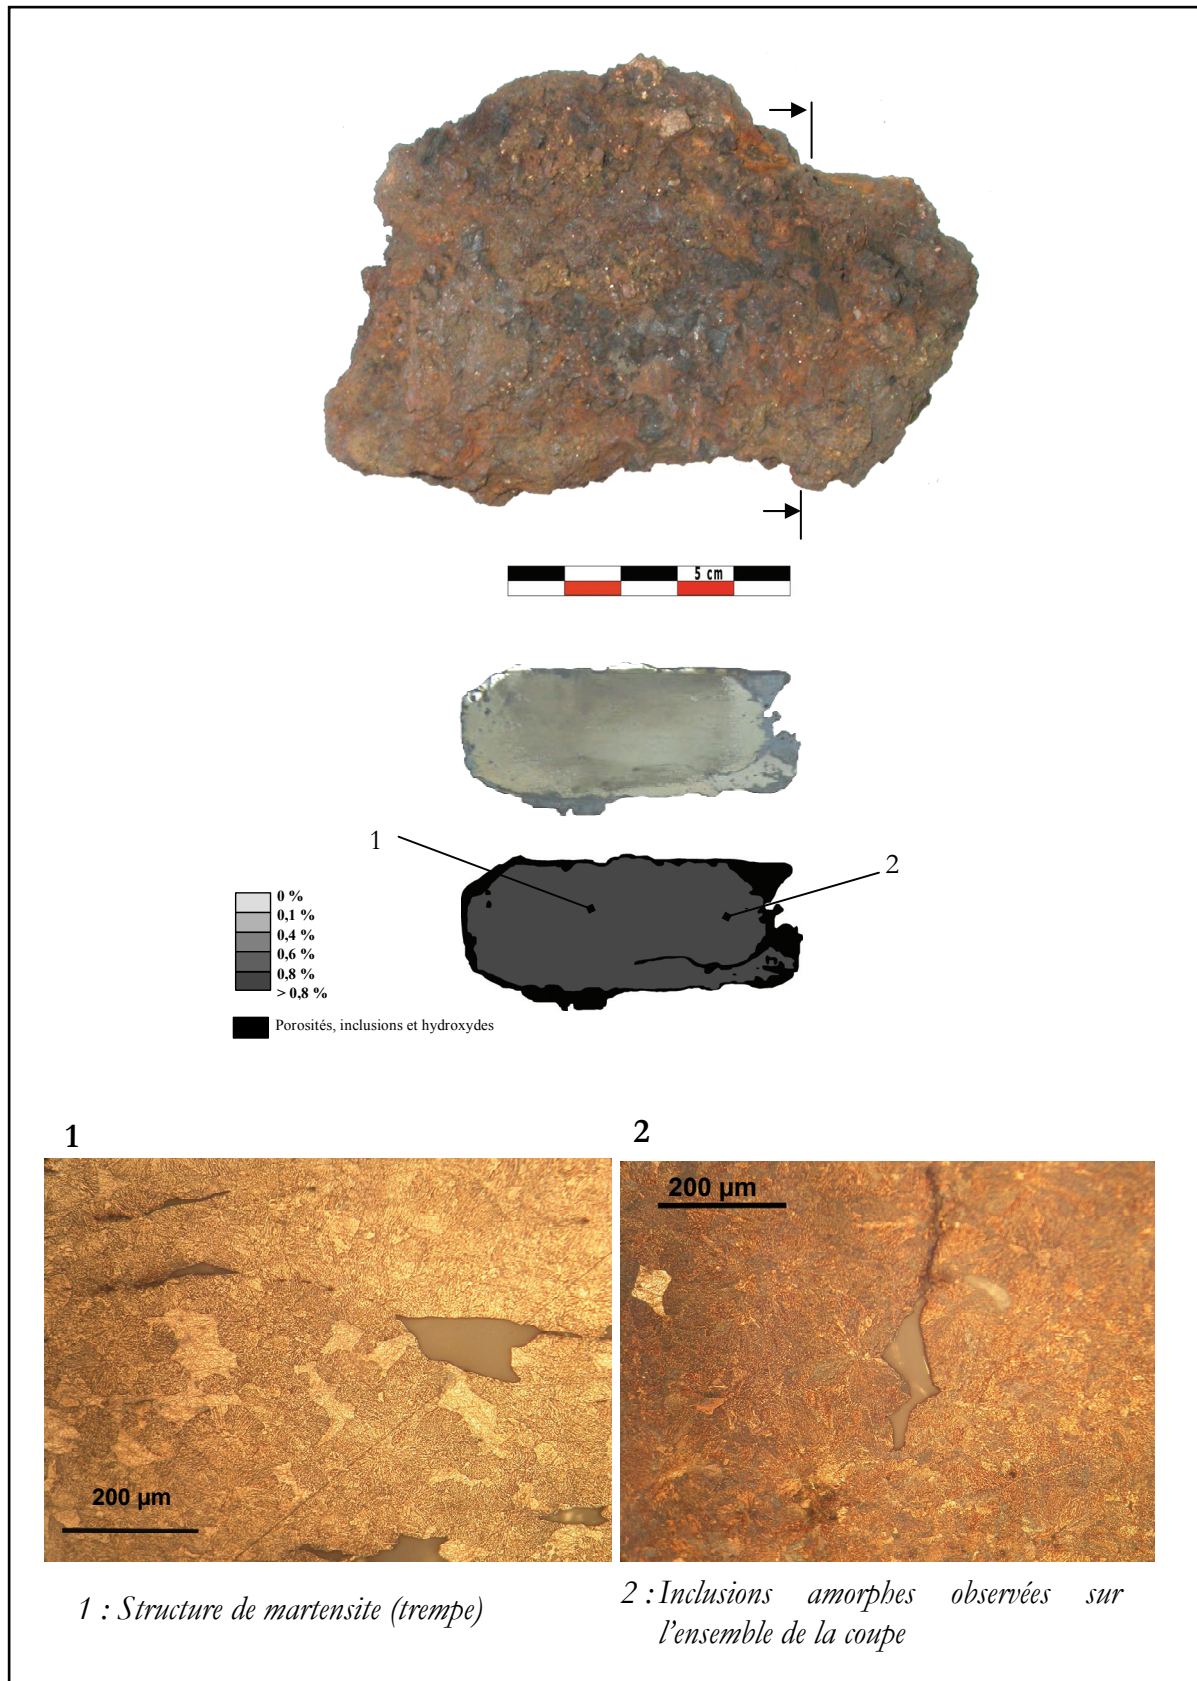 5 cm
1
2
0 %
0,1 %
0,4 %
0,6 %
0,8 %
> 0,8 %
Porosités, inclusions et hydroxydes
1
2
200 µm
200 µm
1 : Structure de martensite (trempe)
2 : Inclusions amorphes observées sur
l'ensemble de la coupe